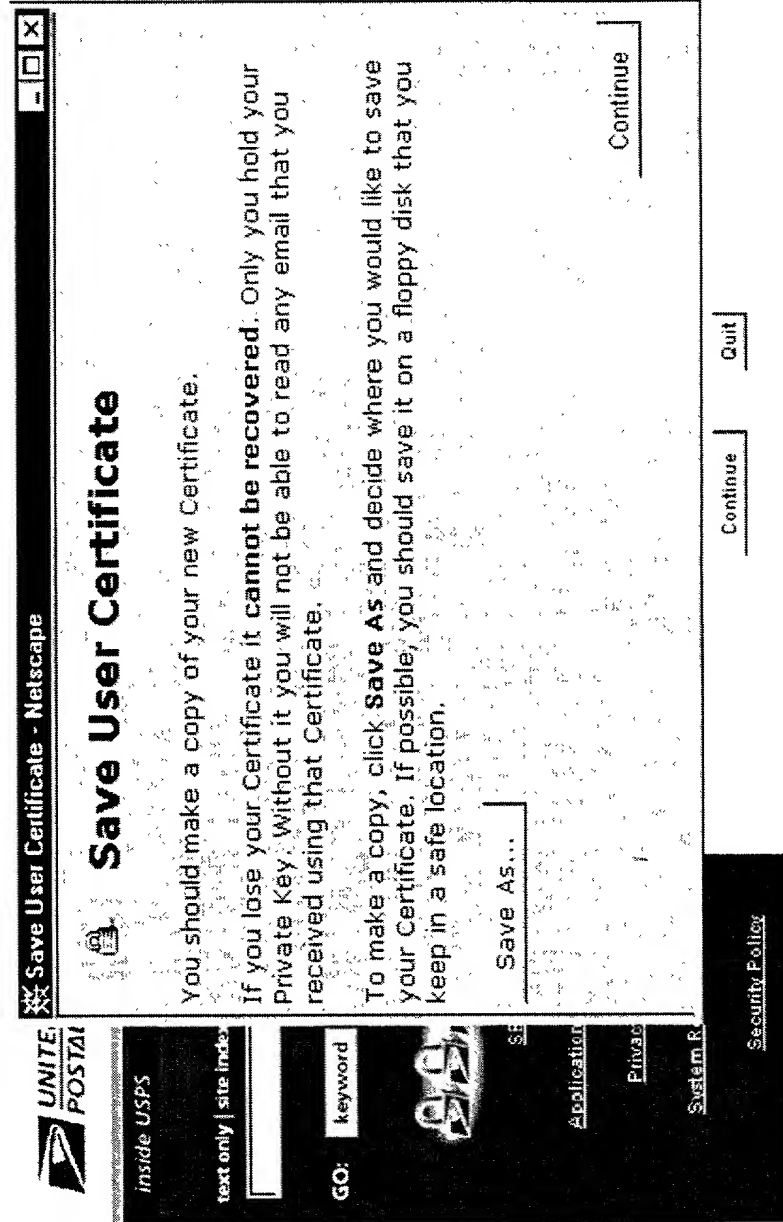 Save User Certificate - Netscape
Save User Certificate
You should make a copy of your new Certificate.
If you lose your Certificate it cannot be recovered. Only you hold your
Private Key. Without it you will not be able to read any email that you
received using that Certificate.
To make a copy, click Save As and decide where you would like to save
your Certificate. If possible, you should save it on a floppy disk that you
keep in a safe location.
Save As...
Continue
Continue
Quit
UNITE
POSTAL
inside USPS
text only | site index
GO:
keyword
Application
Privac
System R
Security Policy